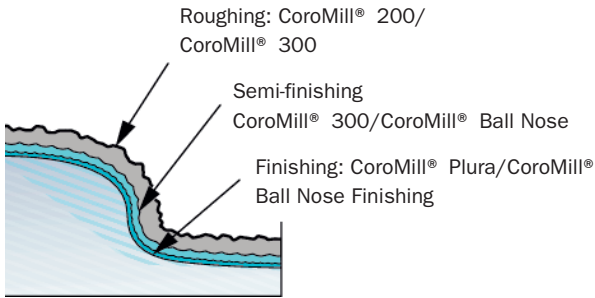 Roughing: CoroMill® 200/
CoroMill® 300
Semi-finishing
CoroMill® 300/CoroMill® Ball Nose
Finishing: CoroMill® Plura/CoroMill®
Ball Nose Finishing